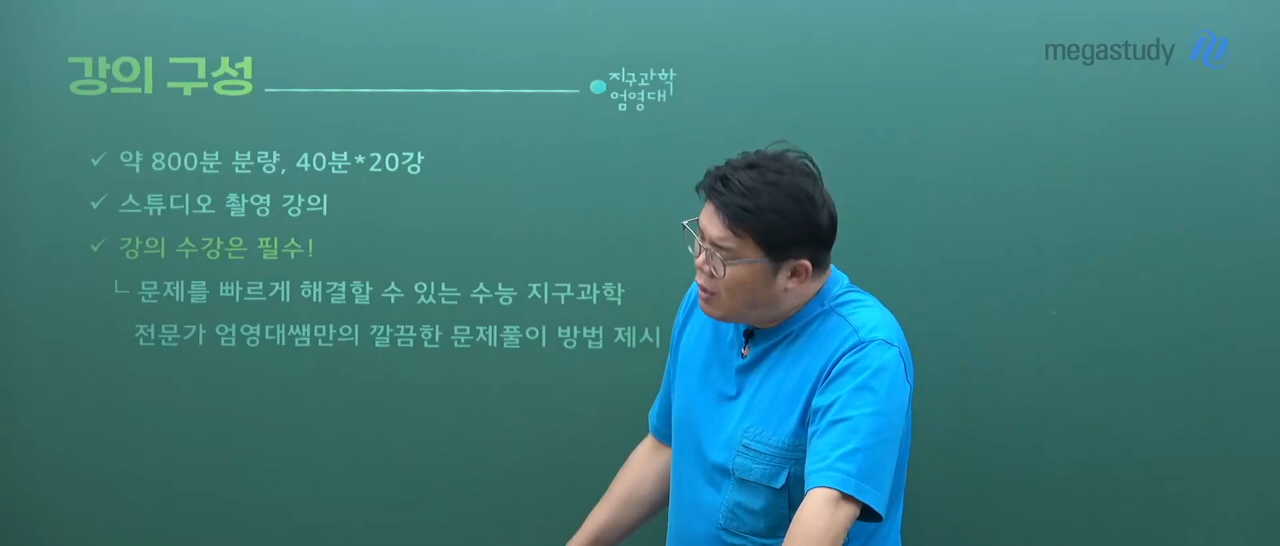 강의 구성
지구과학
엄영대
megastudy
✓ 약 800분 분량, 40분*20강
✓ 스튜디오 촬영 강의
✓ 강의 수강은 필수!
ㄴ 문제를 빠르게 해결할 수 있는 수능 지구과학
전문가 엄영대쌤만의 깔끔한 문제풀이 방법 제시